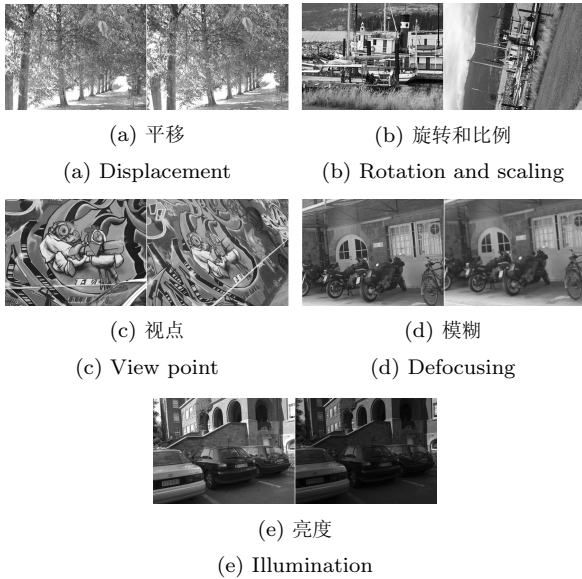 (a) 平移
(b) 旋转和比例
(a) Displacement
(b) Rotation and scaling
(c) 视点
(d) 模糊
(c) View point
(d) Defocusing
(e) 亮度
(e) Illumination